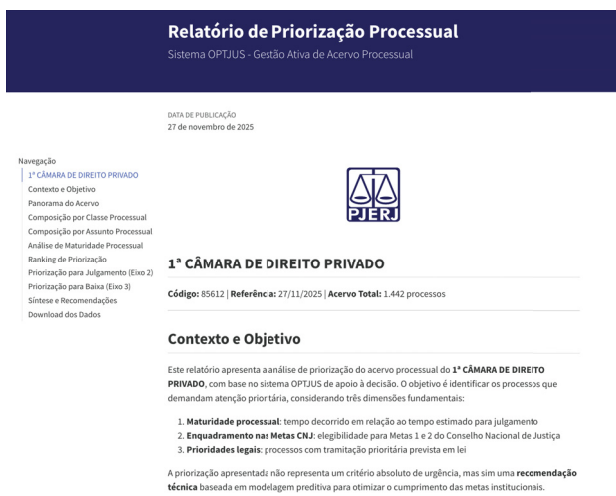 Relatório de Priorização Processual
Sistema OPTJUS - Gestão Ativa de Acervo Processual
DATA DE PUBLICAÇÃO
27 de novembro de 2025
Navegação
1ª CÂMARA DE DIREITO PRIVADO
Contexto e Objetivo
Panorama do Acervo
Composição por Classe Processual
Composição por Assunto Processual
Análise de Maturidade Processual
Ranking de Priorização
Priorização para Julgamento (Eixo 2)
Priorização para Baixa (Eixo 3)
Síntese e Recomendações
Download dos Dados
PJERJ
1ª CÂMARA DE DIREITO PRIVADO
Código: 85612 | Referência: 27/11/2025 | Acervo Total: 1.442 processos
Contexto e Objetivo
Este relatório apresenta a análise de priorização do acervo processual do 1ª CÂMARA DE DIREITO
PRIVADO, com base no sistema OPTJUS de apoio à decisão. O objetivo é identificar os processos que
demandam atenção prioritária, considerando três dimensões fundamentais:
1. Maturidade processual: tempo decorrido em relação ao tempo estimado para julgamento
2. Enquadramento nas Metas CNJ: elegibilidade para Metas 1 e 2 do Conselho Nacional de Justiça
3. Prioridades legais: processos com tramitação prioritária prevista em lei
A priorização apresentada não representa um critério absoluto de urgência, mas sim uma recomendação
técnica baseada em modelagem preditiva para otimizar o cumprimento das metas institucionais.